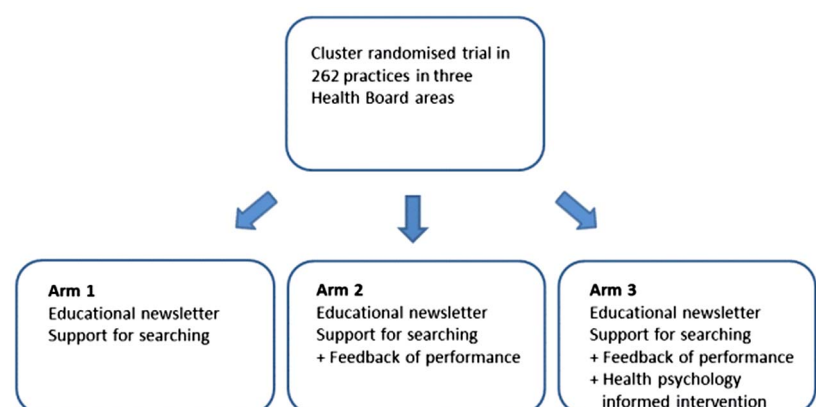 Cluster randomised trial in
262 practices in three
Health Board areas
Arm 1
Educational newsletter
Support for searching
Arm 2
Educational newsletter
Support for searching
+ Feedback of performance
Arm 3
Educational newsletter
Support for searching
+ Feedback of performance
+ Health psychology
informed intervention